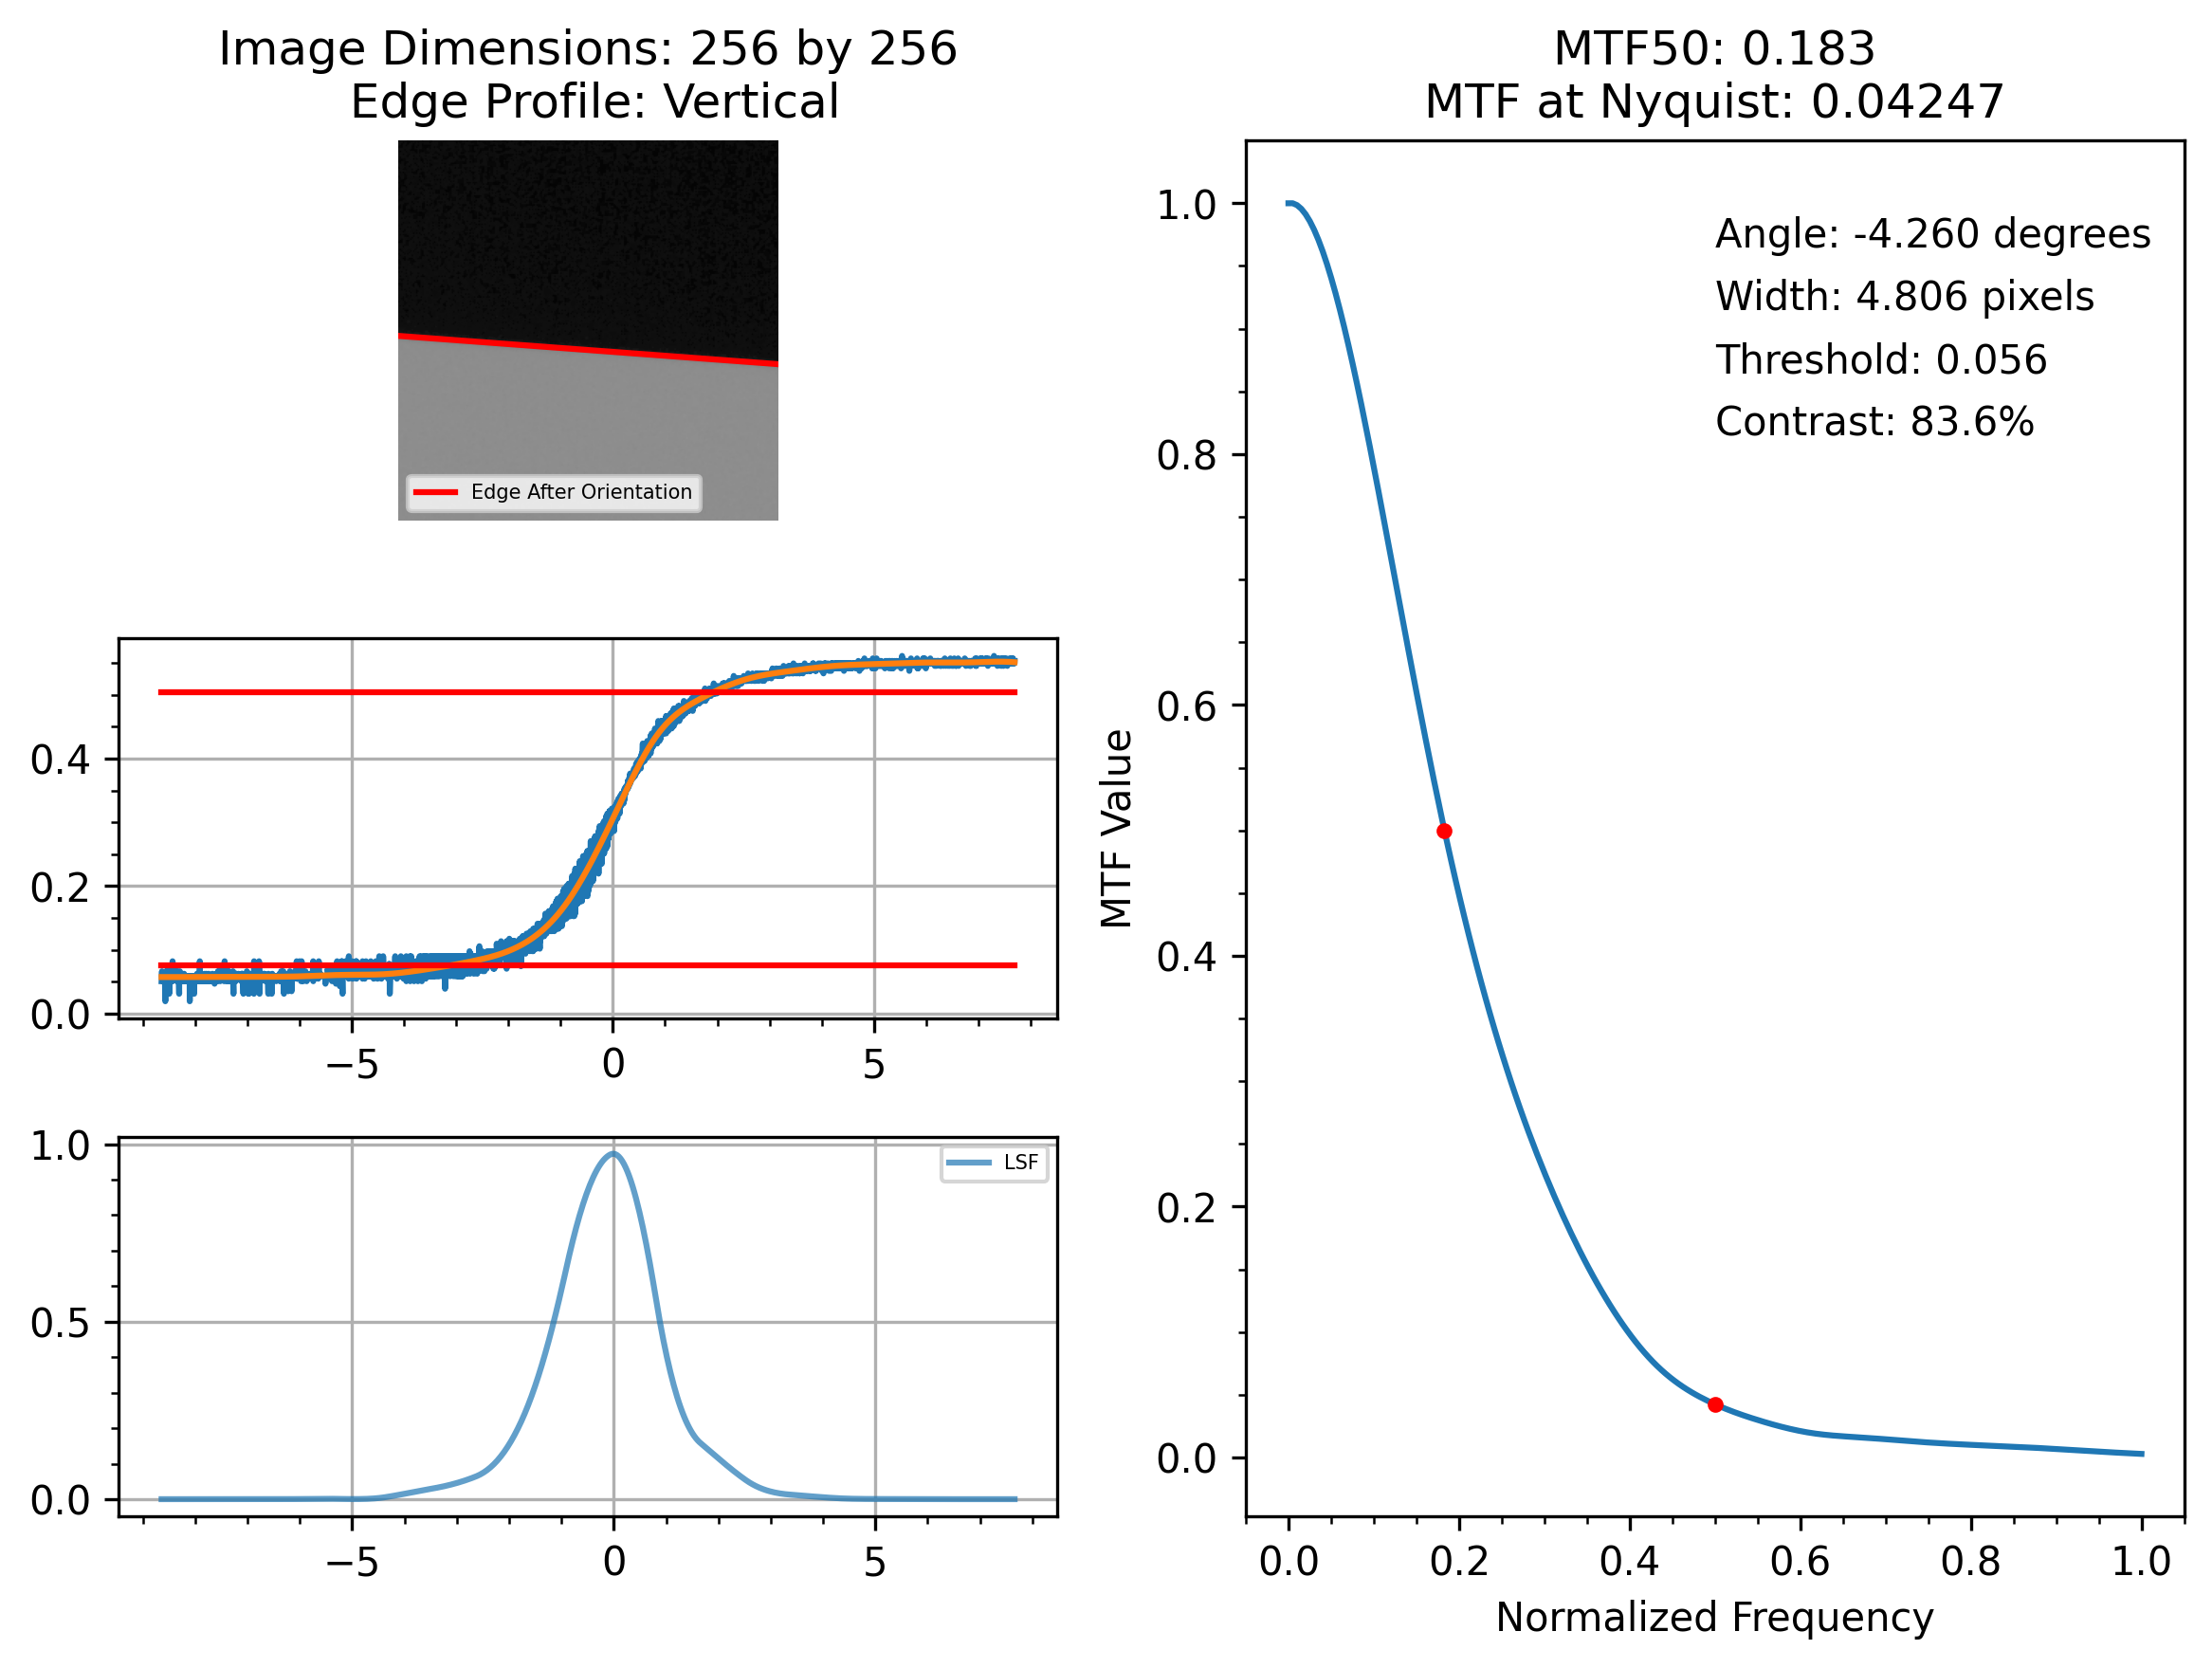 Image Dimensions: 256 by 256
Edge Profile: Vertical
Edge After Orientation
0.4
0.2
0.0
−5 0 5
1.0
0.5
0.0
LSF
−5 0 5
MTF50: 0.183
MTF at Nyquist: 0.04247
Angle: -4.260 degrees
Width: 4.806 pixels
Threshold: 0.056
Contrast: 83.6%
MTF Value
1.0
0.8
0.6
0.4
0.2
0.0
0.0 0.2 0.4 0.6 0.8 1.0
Normalized Frequency